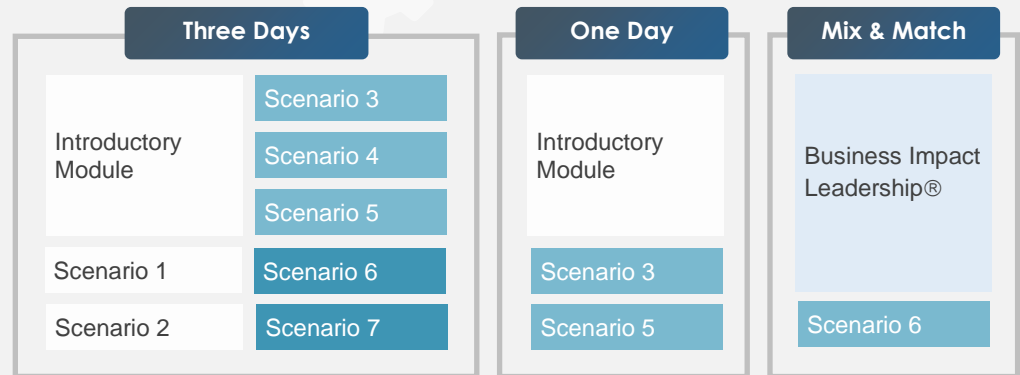 Three Days
Introductory
Module
Scenario 1
Scenario 2
Scenario 3
Scenario 4
Scenario 5
Scenario 6
Scenario 7
One Day
Introductory
Module
Scenario 3
Scenario 5
Mix & Match
Business Impact
Leadership®
Scenario 6